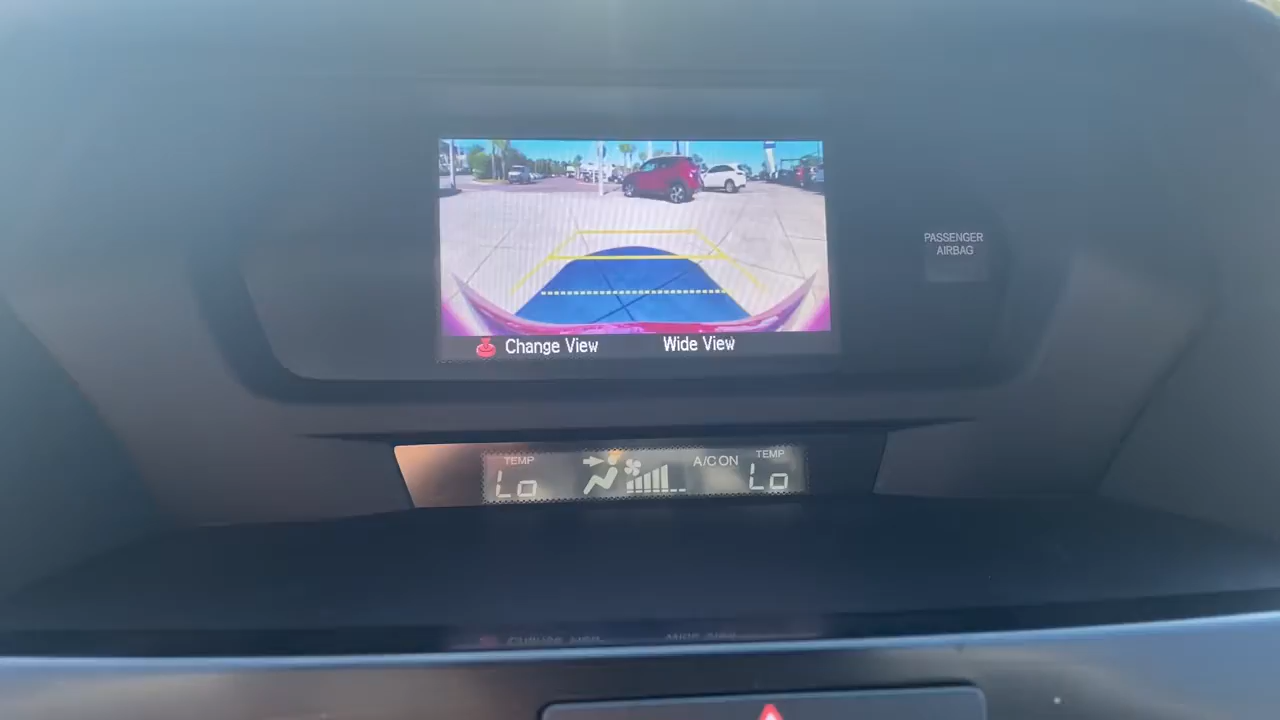 PASSENGER
AIRBAG
Change View
Wide View
TEMP
Lo
A/C ON
TEMP
Lo